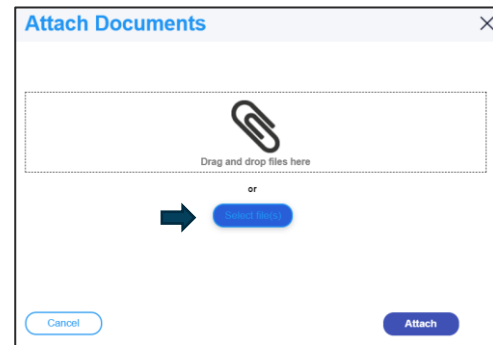 Attach Documents
Drag and drop files here
or
Select file(s)
Cancel
Attach